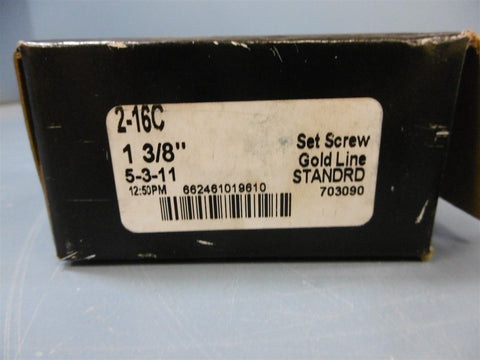 2-16C
1 3/8"
5-3-11
12:50PM
662461019610
Set Screw
Gold Line
STANDRD
703090